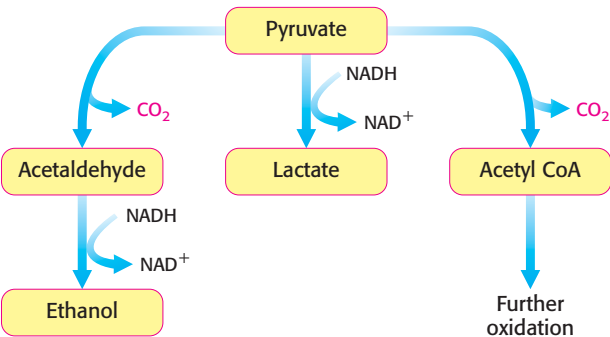 Pyruvate
NADH
CO₂
NAD⁺
CO₂
Acetaldehyde
Lactate
Acetyl CoA
NADH
NAD⁺
Ethanol
Further
oxidation